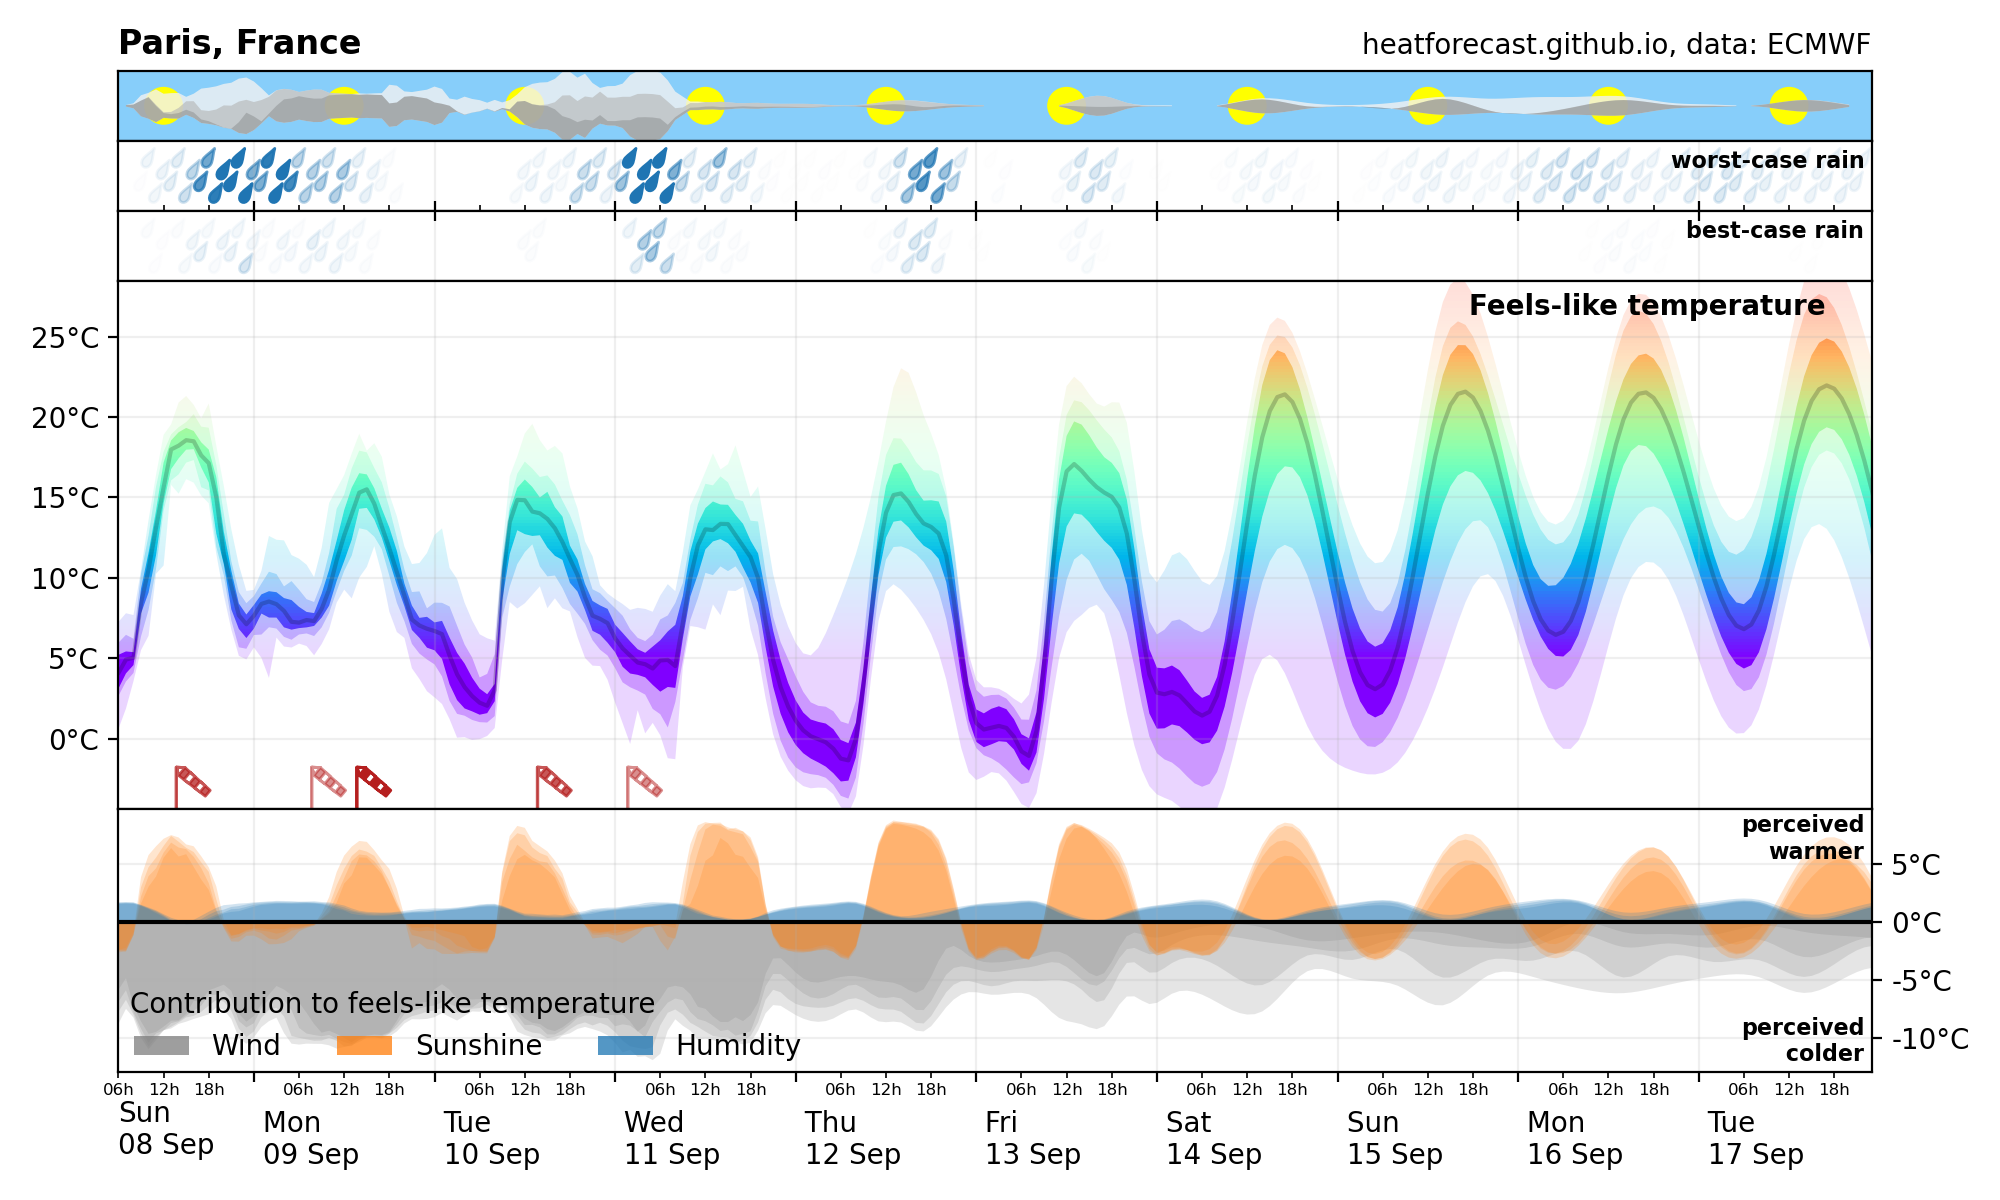 Paris, France
heatforecast.github.io, data: ECMWF
worst-case rain
best-case rain
Feels-like temperature
25°C
20°C
15°C
10°C
5°C
0°C
perceived
warmer
5°C
0°C
-5°C
-10°C
Contribution to feels-like temperature
Wind Sunshine Humidity
perceived
colder
06h 12h 18h 06h 12h 18h 06h 12h 18h 06h 12h 18h 06h 12h 18h 06h 12h 18h 06h 12h 18h 06h 12h 18h 06h 12h 18h 06h 12h 18h
Sun Mon Tue Wed Thu Fri Sat Sun Mon Tue
08 Sep 09 Sep 10 Sep 11 Sep 12 Sep 13 Sep 14 Sep 15 Sep 16 Sep 17 Sep